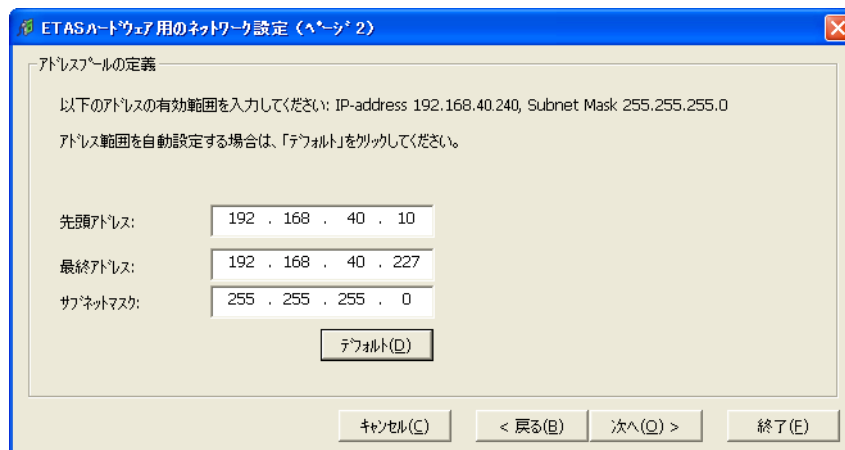 ETASﾊｰﾄﾞｳｪｱ用のﾈｯﾄﾜｰｸ設定（ﾍﾟｰｼﾞ2）
ｱﾄﾞﾚｽﾌﾟｰﾙの定義
以下のｱﾄﾞﾚｽの有効範囲を入力してください: IP-address 192.168.40.240, Subnet Mask 255.255.255.0
ｱﾄﾞﾚｽ範囲を自動設定する場合は、「ﾃﾞﾌｫﾙﾄ」をｸﾘｯｸしてください。
先頭ｱﾄﾞﾚｽ: 192 . 168 . 40 . 10
最終ｱﾄﾞﾚｽ: 192 . 168 . 40 . 227
ｻﾌﾞﾈｯﾄﾏｽｸ: 255 . 255 . 255 . 0
ﾃﾞﾌｫﾙﾄ(D)
ｷｬﾝｾﾙ(C) < 戻る(B) 次へ(O) > 終了(E)